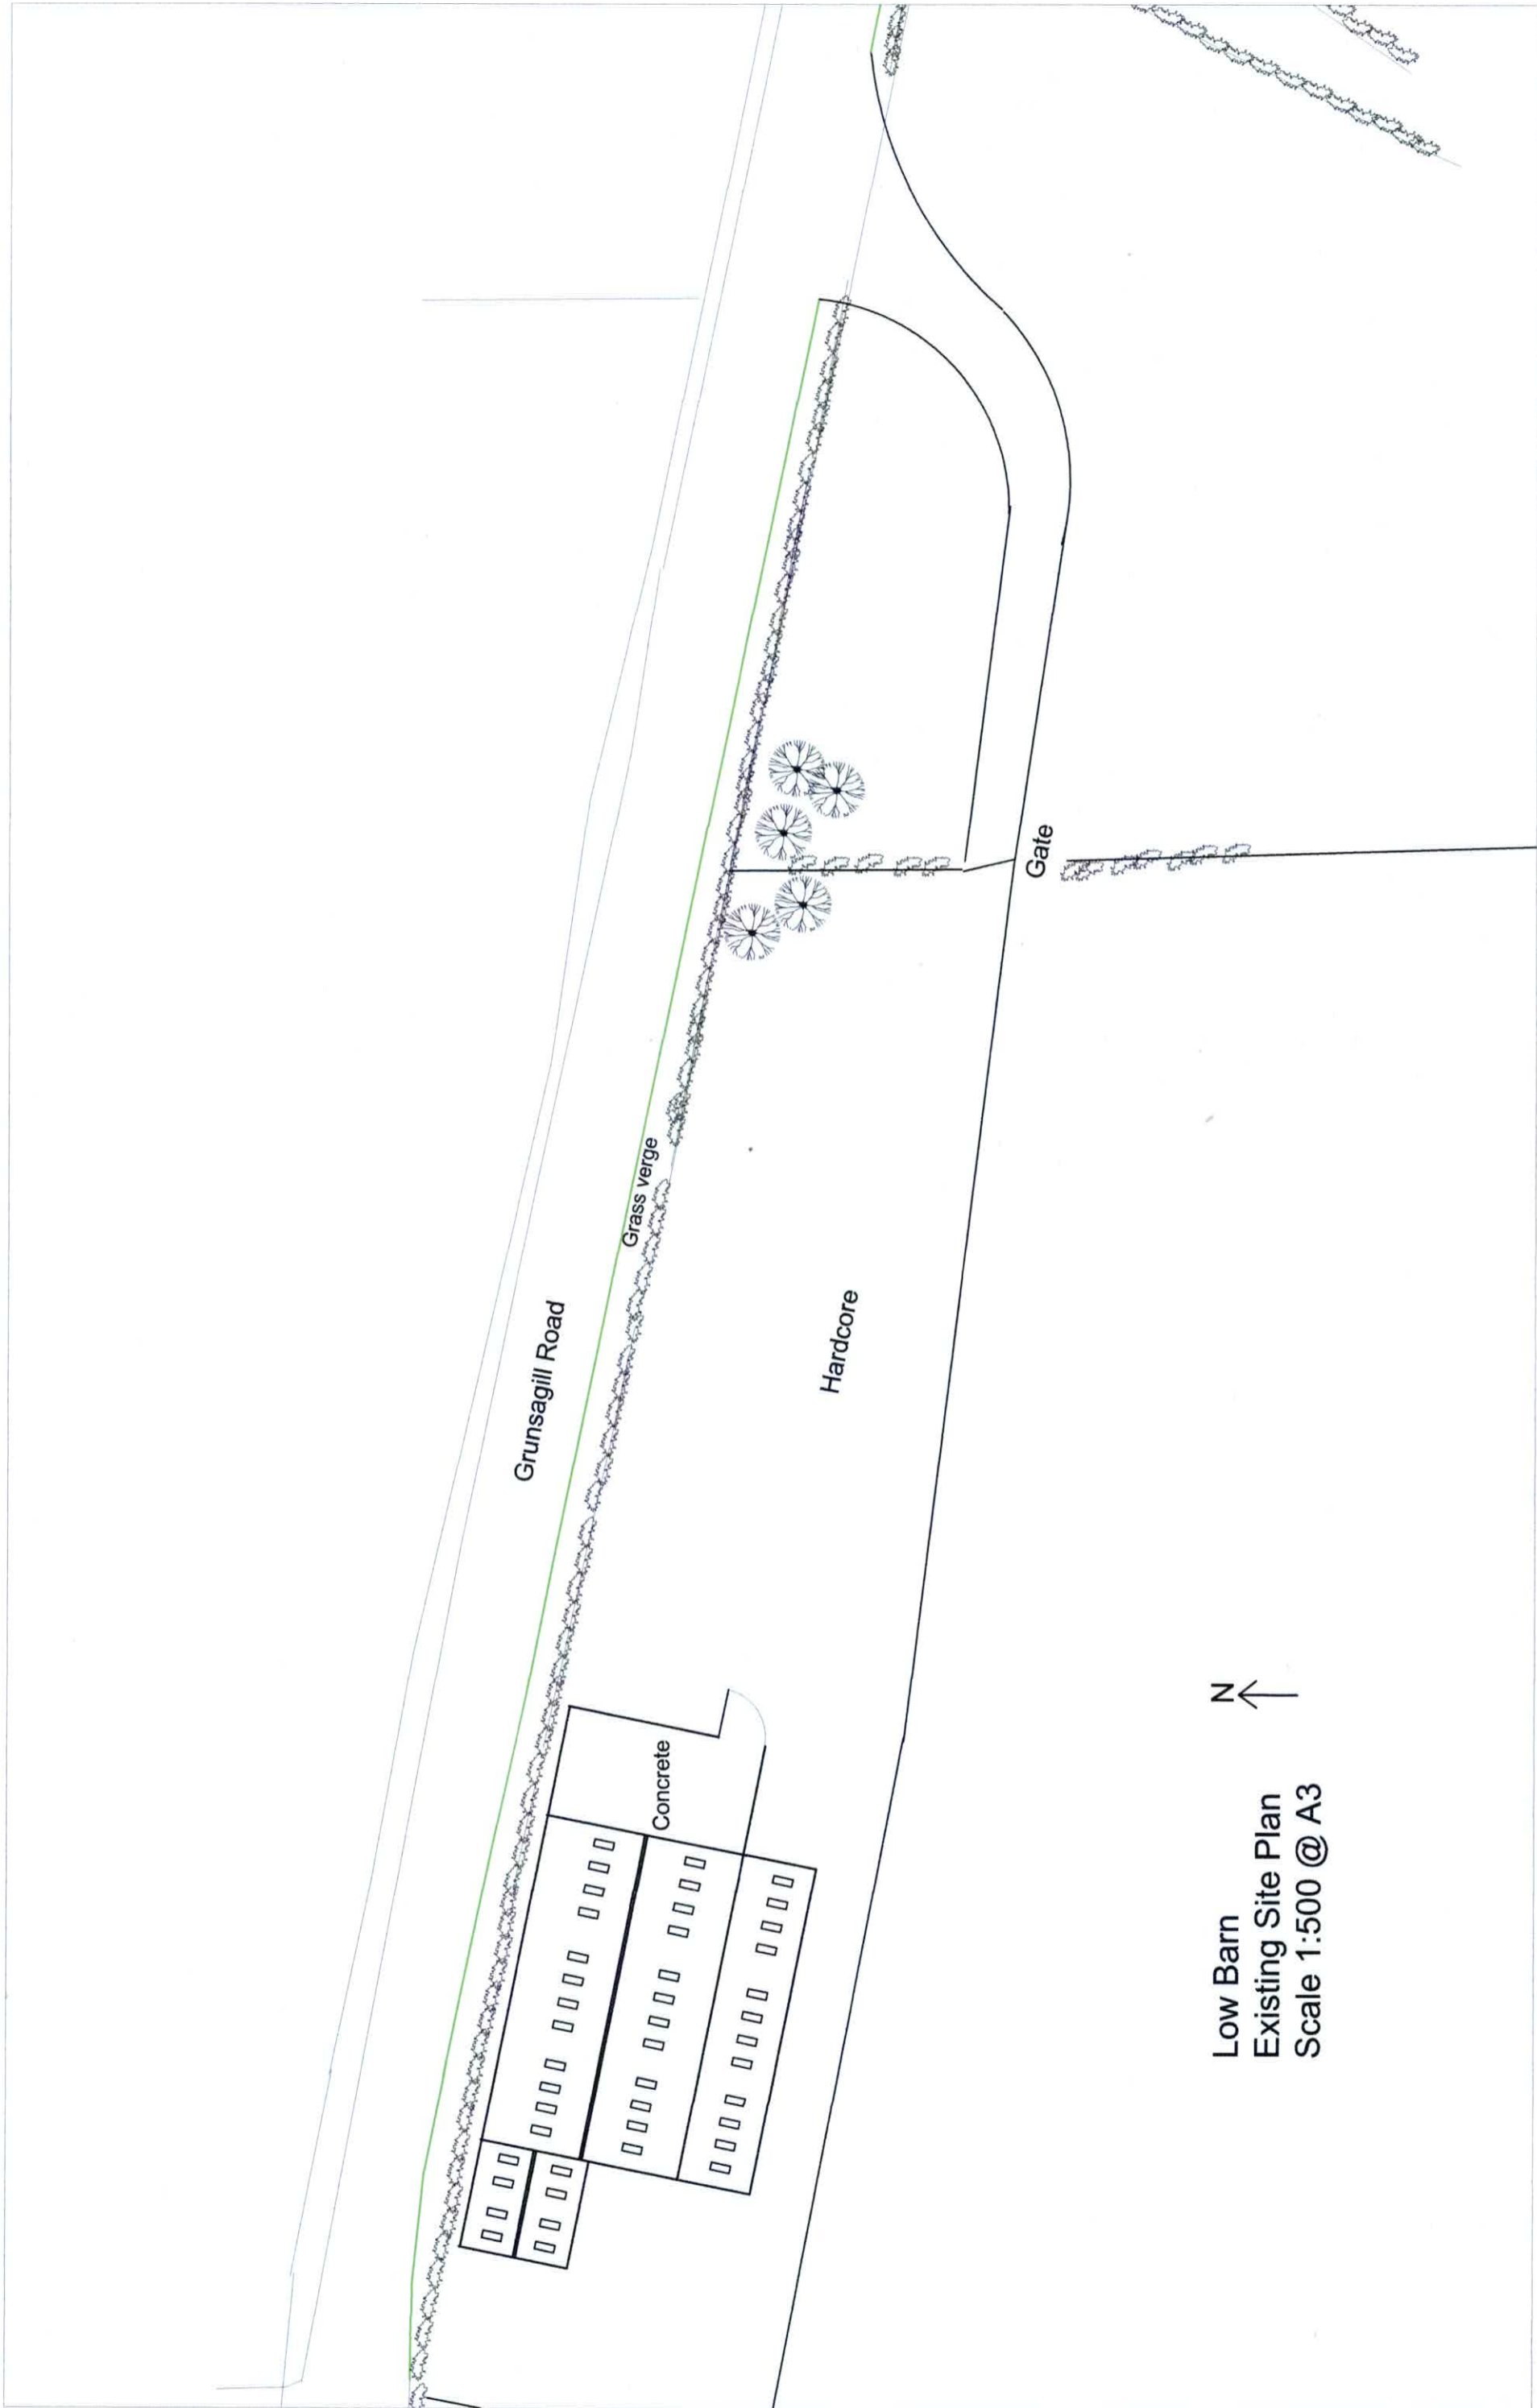 Grunsagill Road
Grass verge
Hardcore
Gate
Concrete
N
Low Barn
Existing Site Plan
Scale 1:500 @ A3